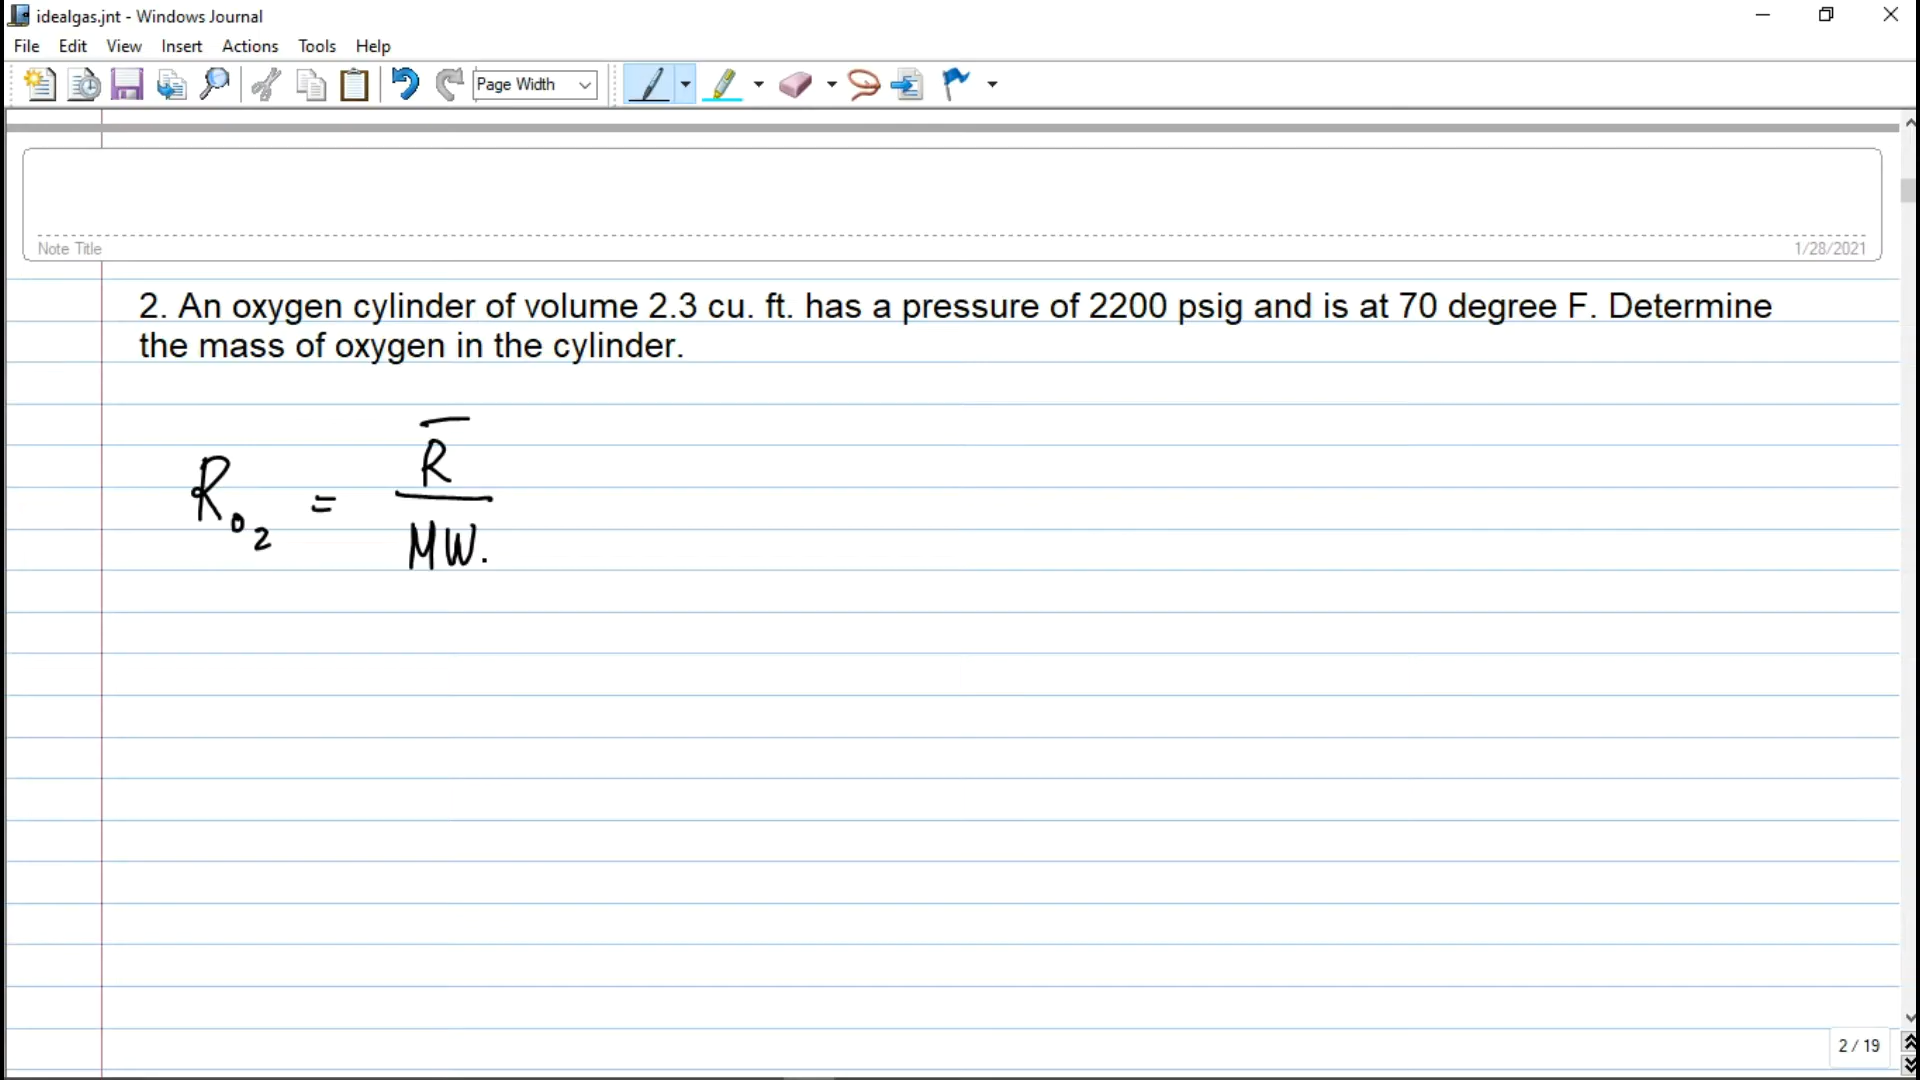 idealgas.jnt - Windows Journal
File Edit View Insert Actions Tools Help
Page Width
Note Title 1/28/2021
2. An oxygen cylinder of volume 2.3 cu. ft. has a pressure of 2200 psig and is at 70 degree F. Determine
the mass of oxygen in the cylinder.
R̅
R_{O_2} =
MW.
2 / 19